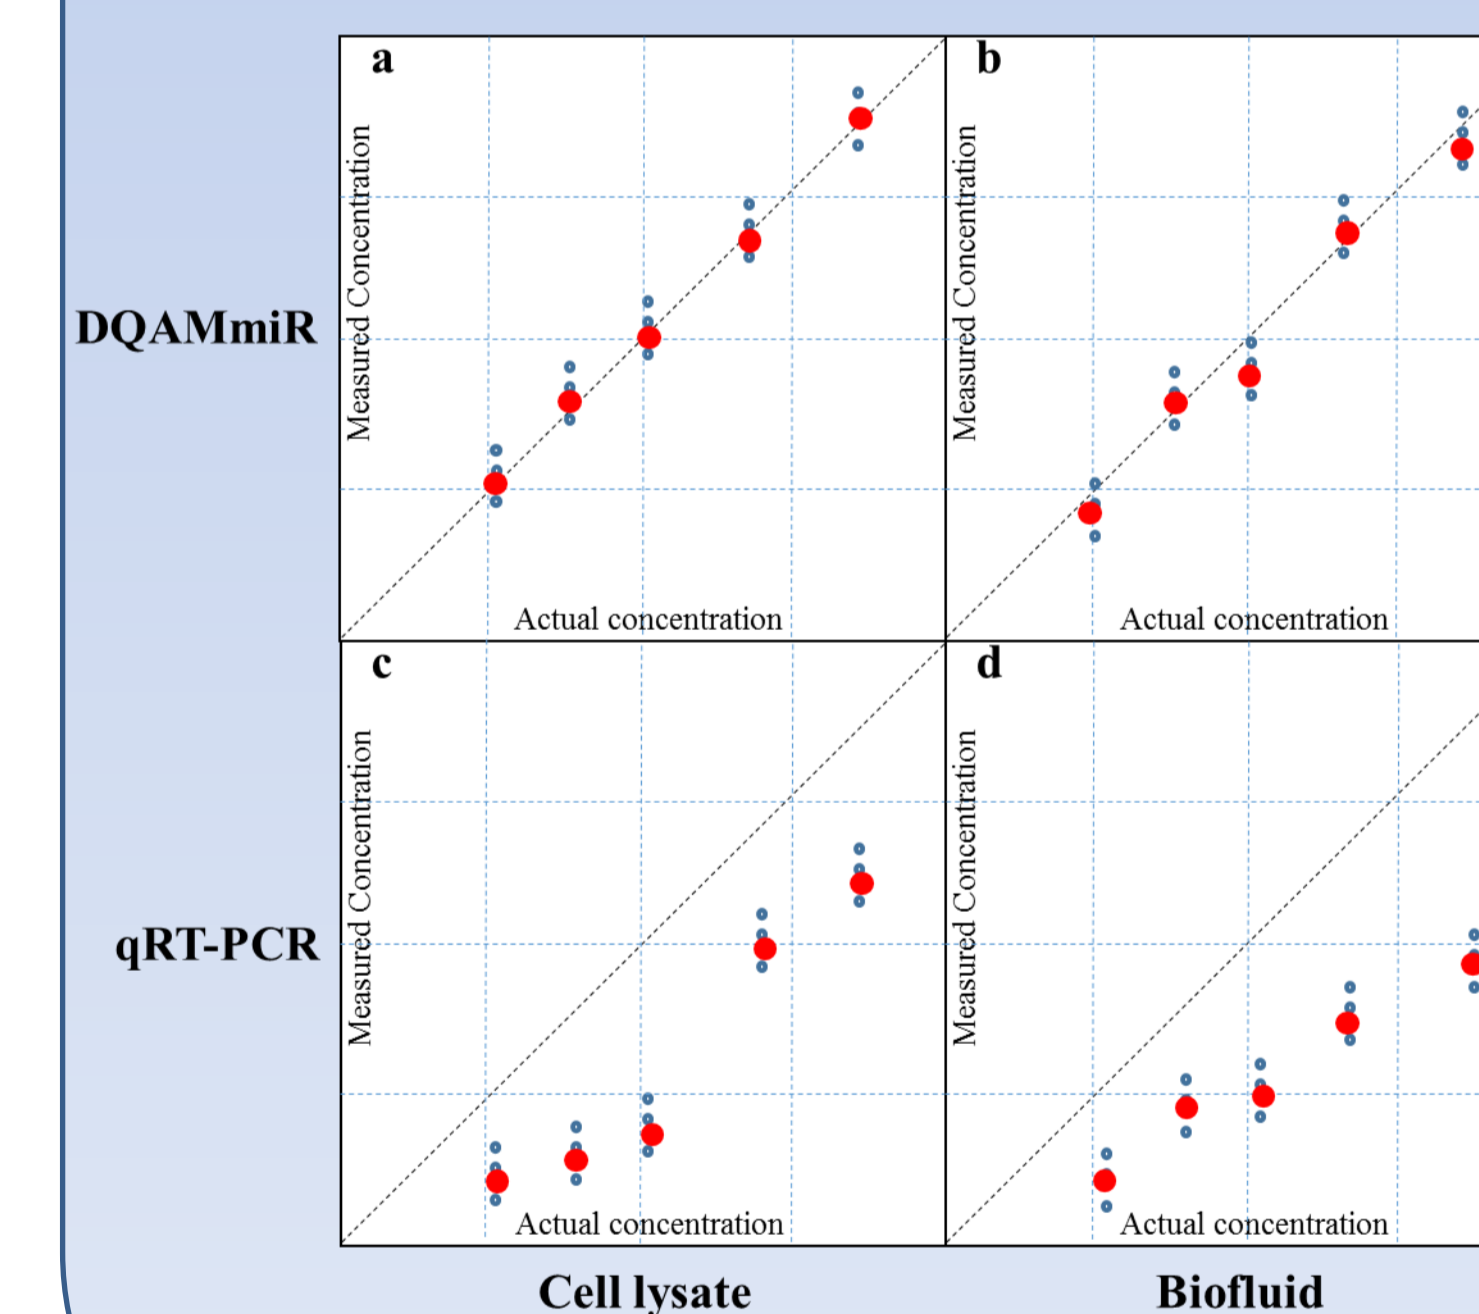 a
b
Measured Concentration
Measured Concentration
DQAMmiR
Actual concentration
Actual concentration
c
d
Measured Concentration
Measured Concentration
qRT-PCR
Actual concentration
Actual concentration
Cell lysate
Biofluid